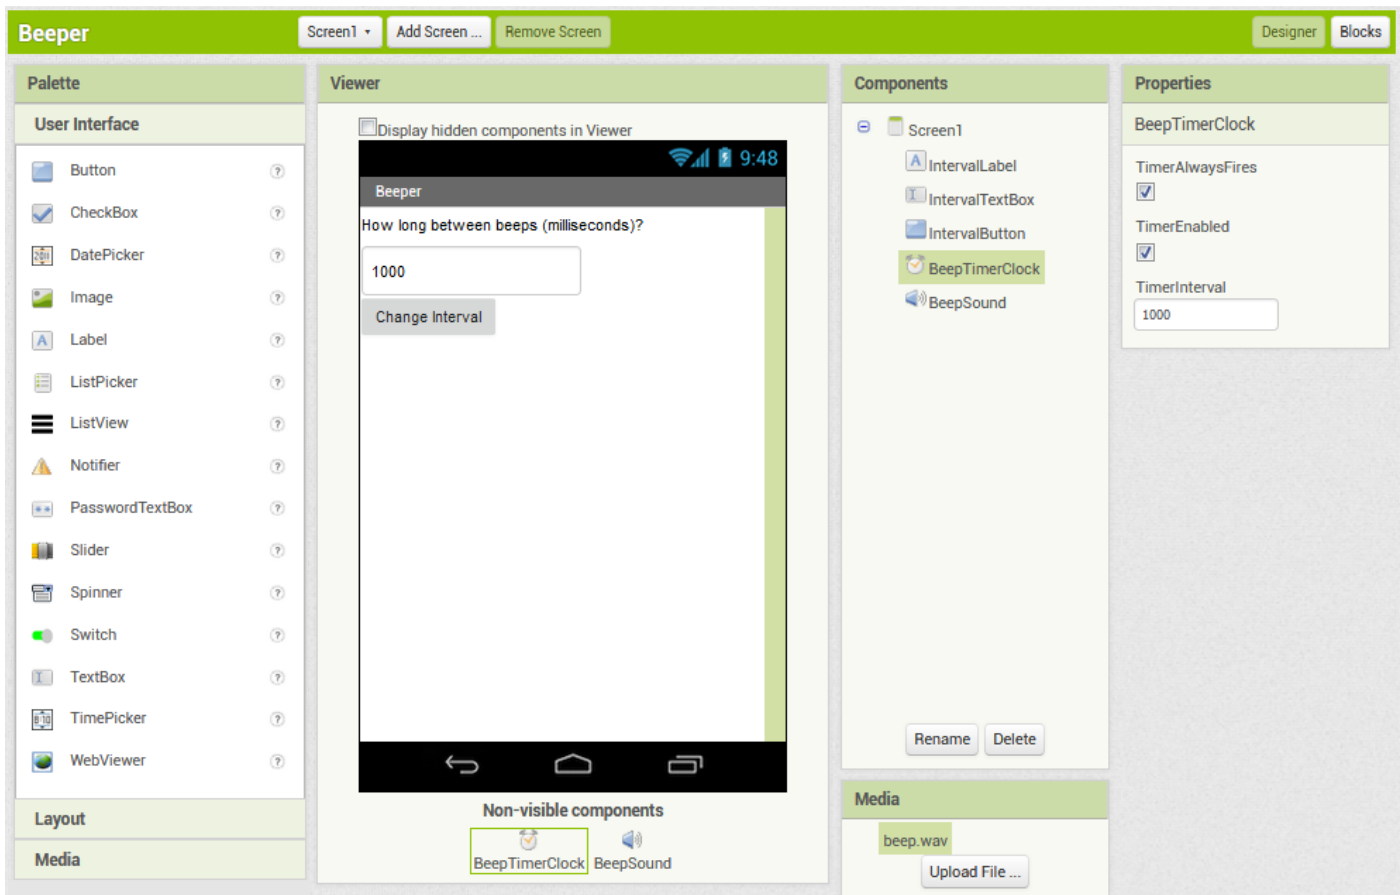 Beeper
Screen1
Add Screen ...
Remove Screen
Designer
Blocks
Palette
User Interface
Button
?
CheckBox
?
DatePicker
?
Image
?
Label
?
ListPicker
?
ListView
?
Notifier
?
PasswordTextBox
?
Slider
?
Spinner
?
Switch
?
TextBox
?
TimePicker
?
WebViewer
?
Layout
Media
Viewer
Display hidden components in Viewer
9:48
Beeper
How long between beeps (milliseconds)?
1000
Change Interval
Non-visible components
BeepTimerClock
BeepSound
Components
Screen1
A
IntervalLabel
IntervalTextBox
IntervalButton
BeepTimerClock
BeepSound
Rename
Delete
Media
beep.wav
Upload File ...
Properties
BeepTimerClock
TimerAlwaysFires
TimerEnabled
TimerInterval
1000